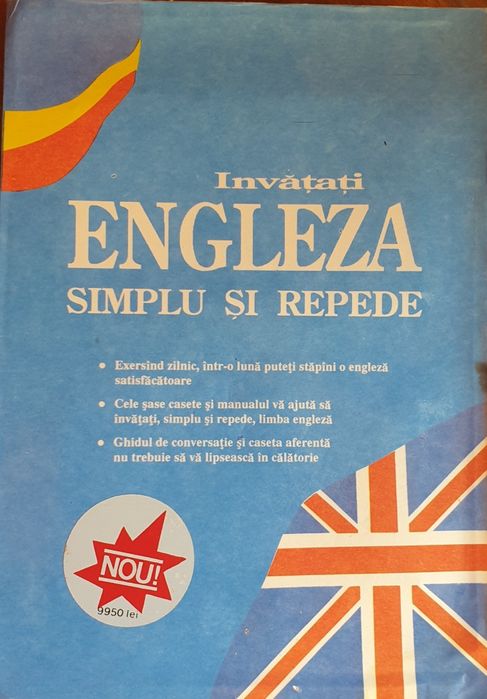 Invățați
ENGLEZA
SIMPLU ȘI REPEDE
• Exersînd zilnic, într-o lună puteți stăpîni o engleză
satisfăcătoare
• Cele șase casete și manualul vă ajută să
învățați, simplu și repede, limba engleză
• Ghidul de conversație și caseta aferentă
nu trebuie să vă lipsească în călătorie
NOU!
9950 lei